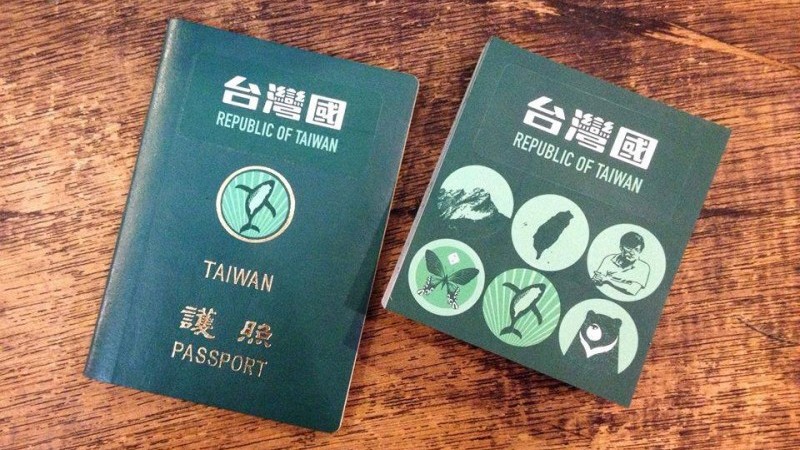 台灣國
REPUBLIC OF TAIWAN
TAIWAN
護照
PASSPORT
台灣國
REPUBLIC OF TAIWAN